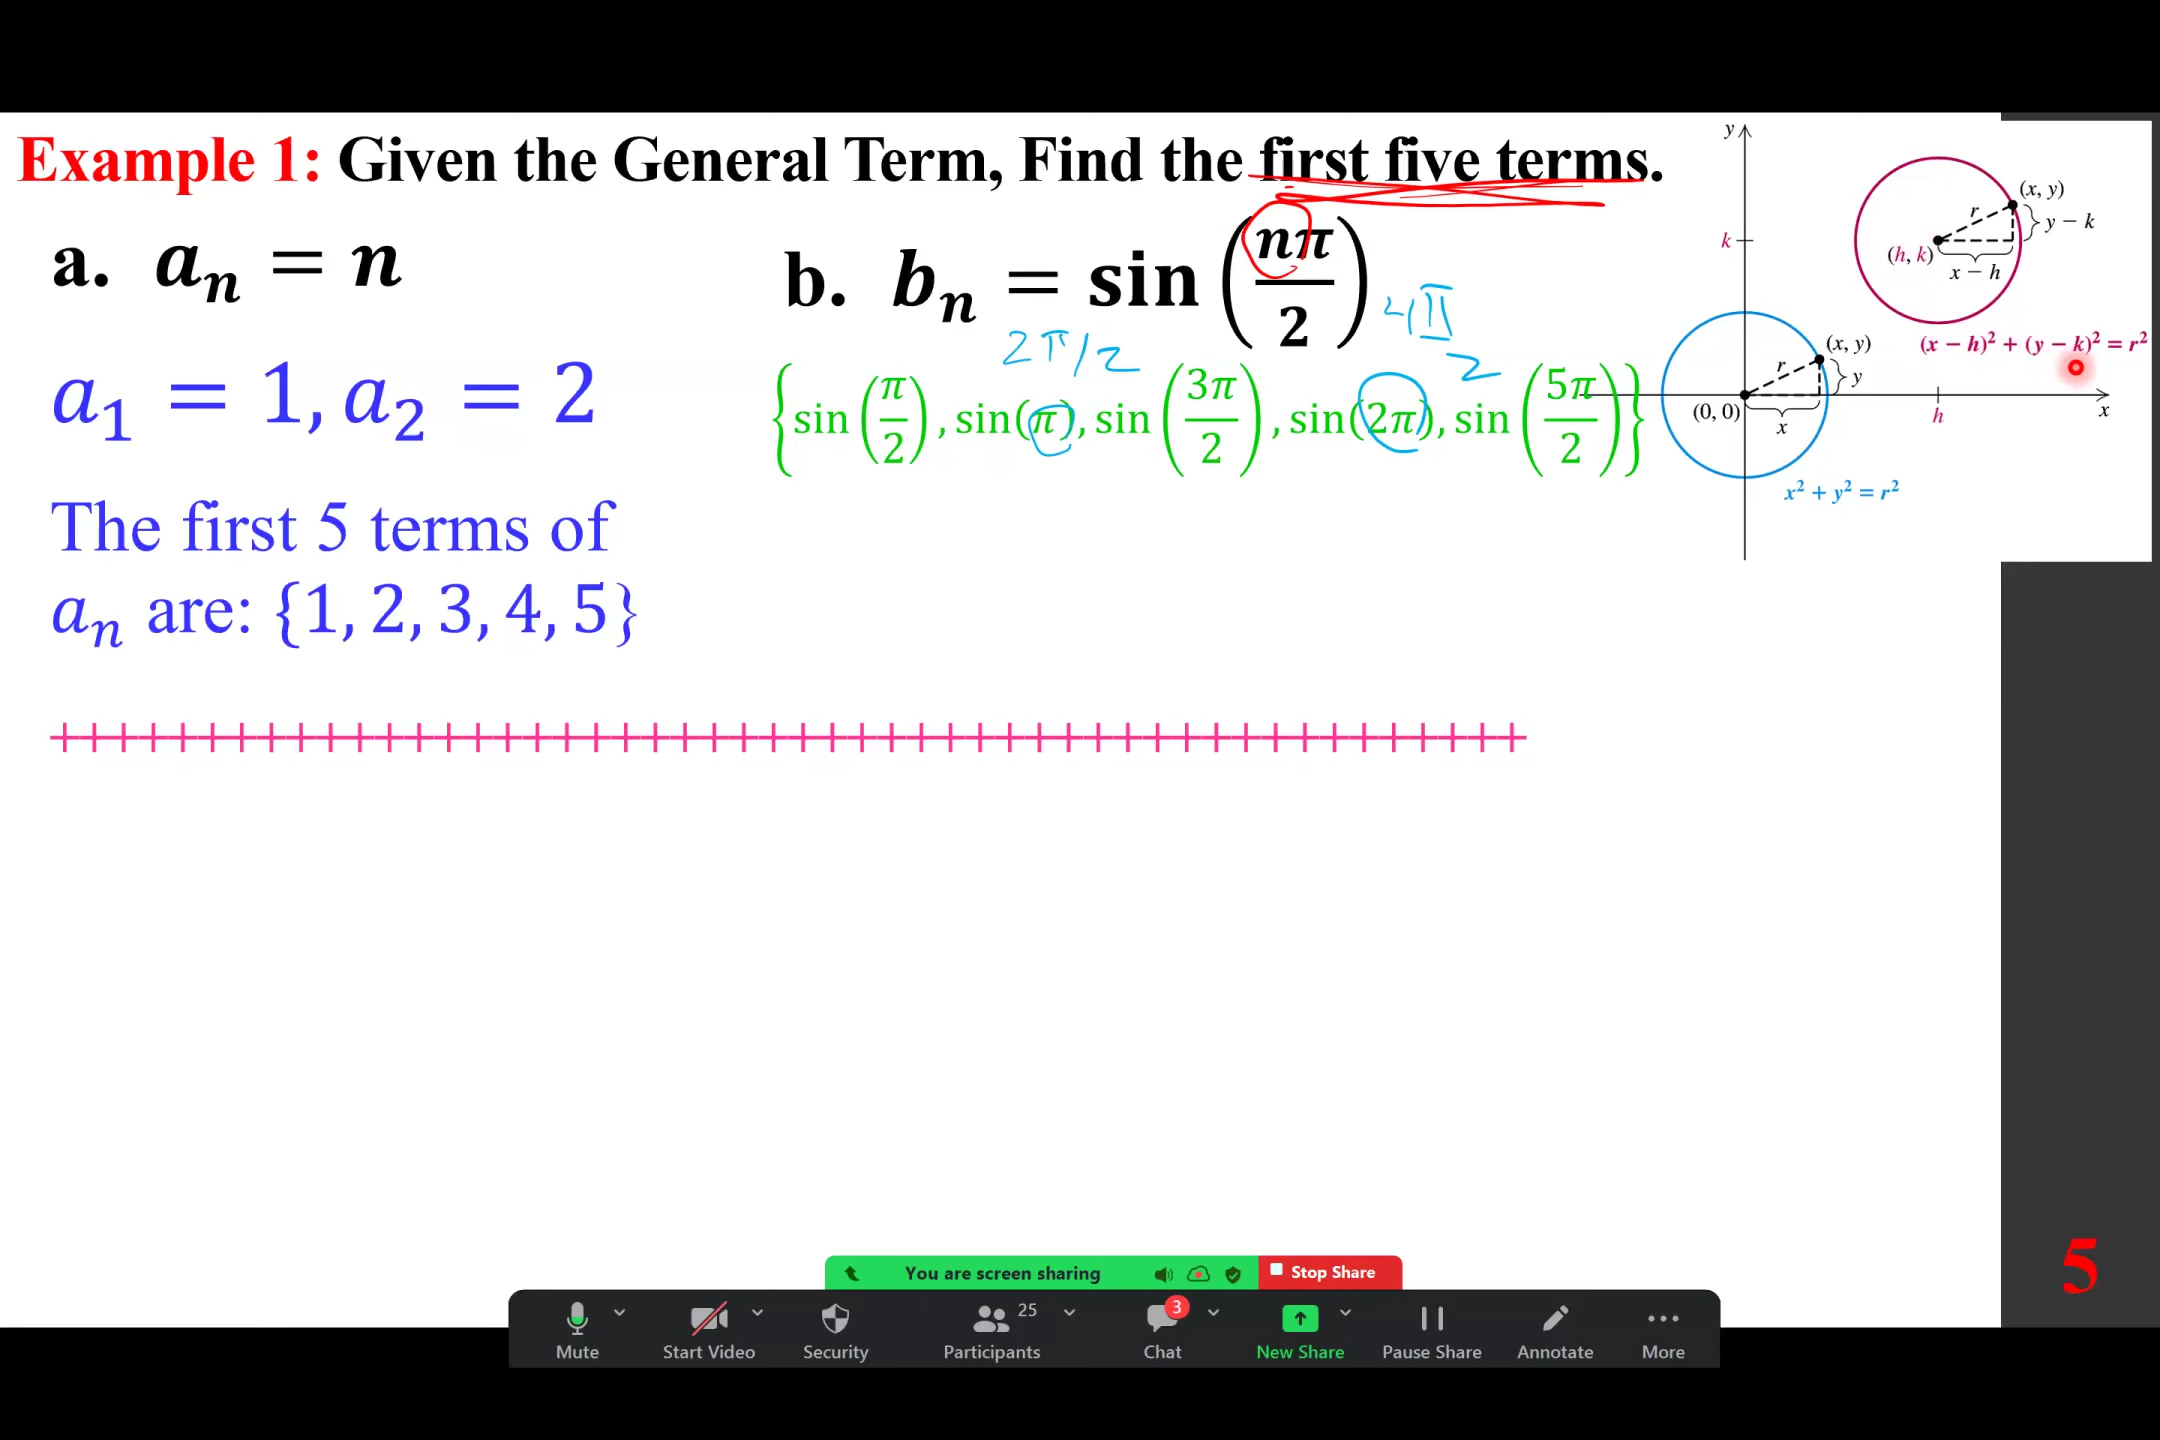 Example 1: Given the General Term, Find the first five terms.
a. aₙ = n
a₁ = 1, a₂ = 2
The first 5 terms of
aₙ are: {1, 2, 3, 4, 5}
b. bₙ = sin(nπ/2)
2π/2
4π/2
{sin(π/2), sin(π), sin(3π/2), sin(2π), sin(5π/2)}
y
k
(x, y)
r
y − k
(h, k)
x − h
(x − h)² + (y − k)² = r²
(x, y)
r
y
(0, 0)
x
h
x
x² + y² = r²
+++++++++++++++++++++++++++++++++++++++++++++++++++
5
You are screen sharing
Stop Share
25
3
Mute
Start Video
Security
Participants
Chat
New Share
Pause Share
Annotate
More